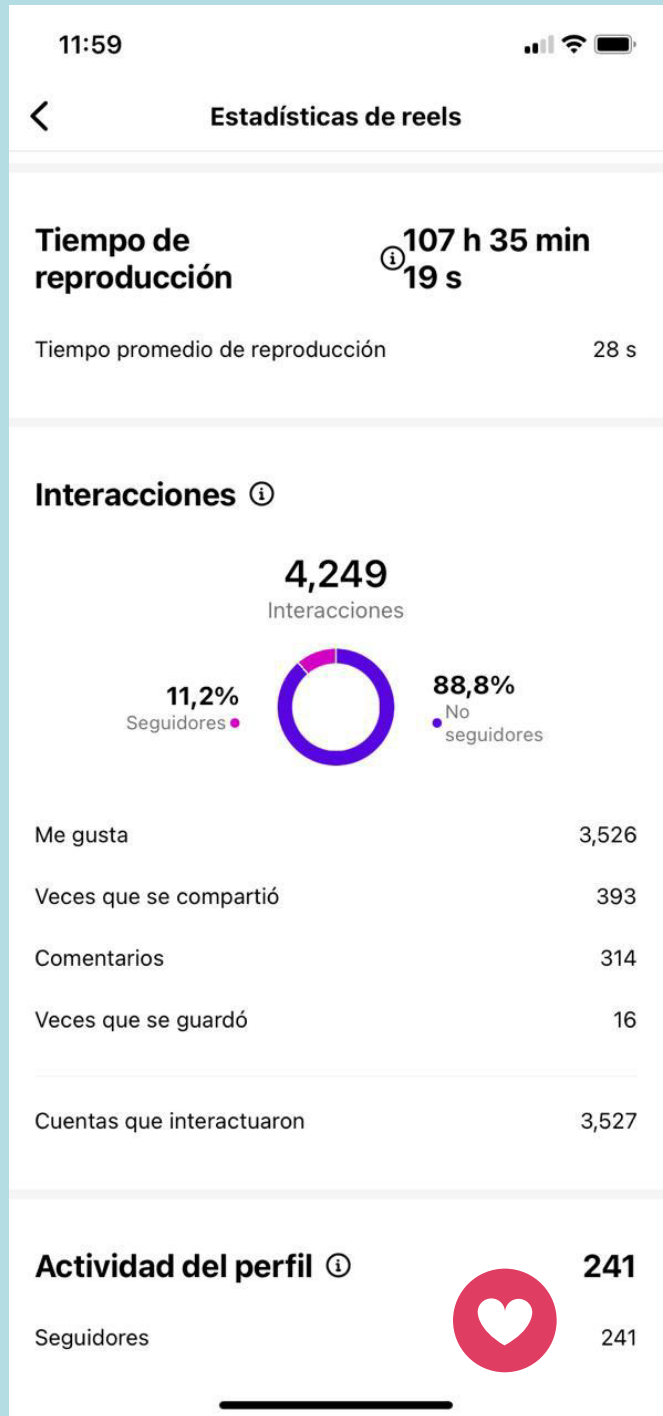 11:59
Estadísticas de reels
Tiempo de
reproducción
107 h 35 min
19 s
Tiempo promedio de reproducción 28 s
Interacciones
4,249
Interacciones
11,2%
Seguidores
88,8%
No
seguidores
Me gusta 3,526
Veces que se compartió 393
Comentarios 314
Veces que se guardó 16
Cuentas que interactuaron 3,527
Actividad del perfil 241
Seguidores 241